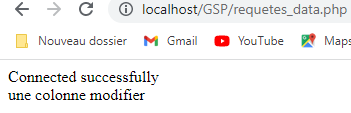 localhost/GSP/requetes_data.php
Nouveau dossier Gmail YouTube Maps
Connected successfully
une colonne modifier